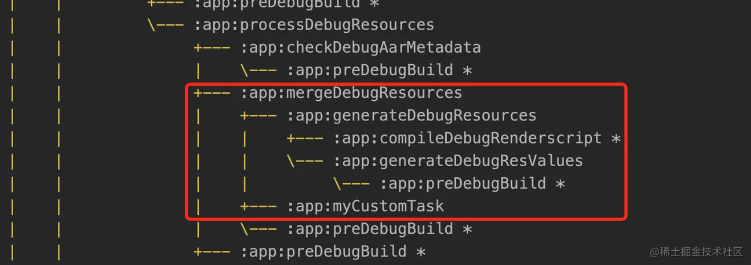 |    |         +--- :app:preDebugBuild *
|    |         \--- :app:processDebugResources
|    |              +--- :app:checkDebugAarMetadata
|    |              |    \--- :app:preDebugBuild *
|    |              +--- :app:mergeDebugResources
|    |              |    +--- :app:generateDebugResources
|    |              |    |    +--- :app:compileDebugRenderscript *
|    |              |    |    \--- :app:generateDebugResValues
|    |              |    |         \--- :app:preDebugBuild *
|    |              |    +--- :app:myCustomTask
|    |              |    \--- :app:preDebugBuild *
|    |              +--- :app:preDebugBuild *
@稀土掘金技术社区